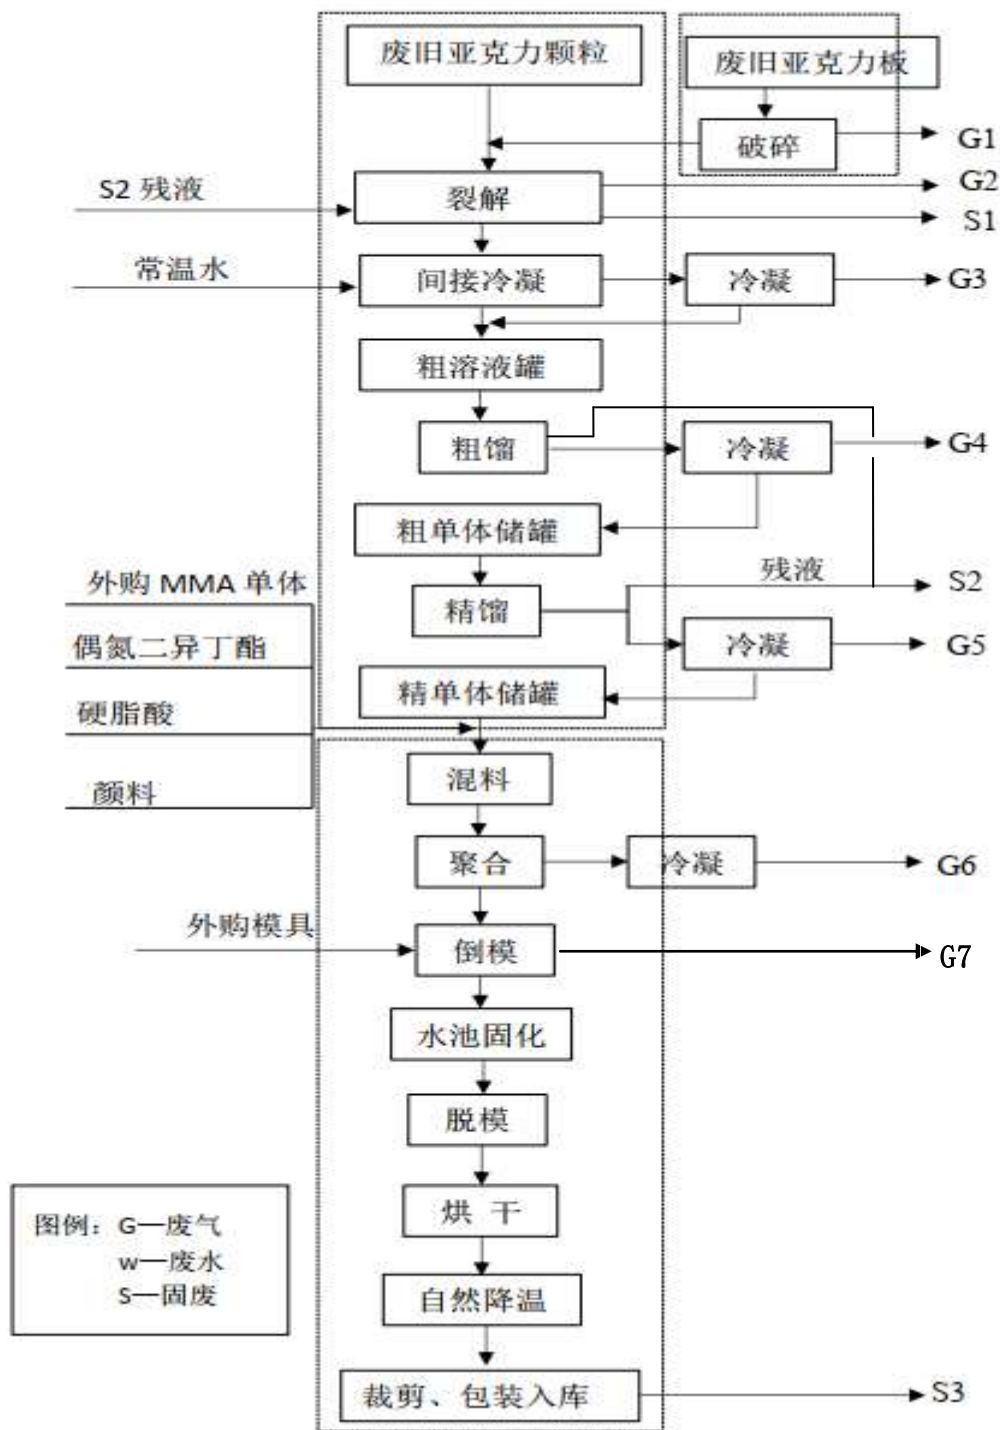 废旧亚克力颗粒
废旧亚克力板
破碎
G1
G2
S2 残液
裂解
S1
常温水
间接冷凝
冷凝
G3
粗溶液罐
粗馏
冷凝
G4
粗单体储罐
残液
S2
外购 MMA 单体
精馏
冷凝
G5
偶氮二异丁酯
精单体储罐
硬脂酸
混料
颜料
聚合
冷凝
G6
外购模具
倒模
G7
水池固化
脱模
烘 干
图例：G—废气
w—废水
S—固废
自然降温
裁剪、包装入库
S3